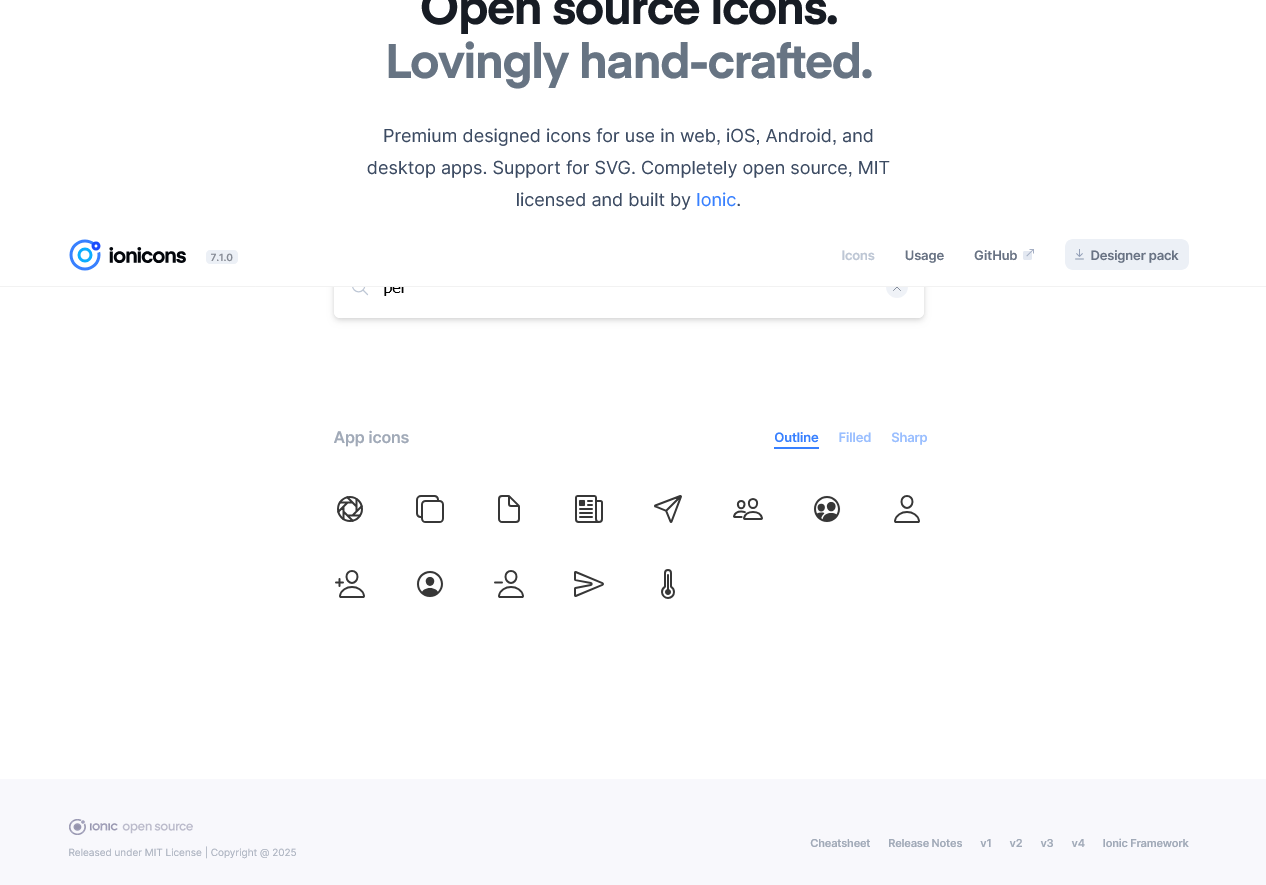 Open source icons.
Lovingly hand-crafted.
Premium designed icons for use in web, iOS, Android, and
desktop apps. Support for SVG. Completely open source, MIT
licensed and built by Ionic.
ionicons 7.1.0 Icons Usage GitHub Designer pack
per
App icons Outline Filled Sharp
ionic open source
Released under MIT License | Copyright @ 2025
Cheatsheet Release Notes v1 v2 v3 v4 Ionic Framework